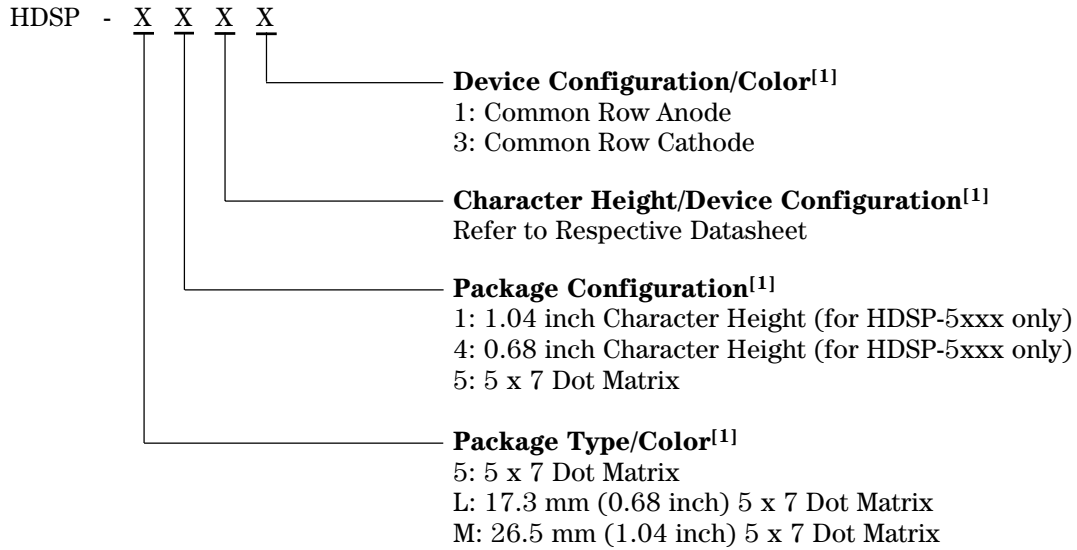 HDSP - X X X X
Device Configuration/Color[1]
1: Common Row Anode
3: Common Row Cathode
Character Height/Device Configuration[1]
Refer to Respective Datasheet
Package Configuration[1]
1: 1.04 inch Character Height (for HDSP-5xxx only)
4: 0.68 inch Character Height (for HDSP-5xxx only)
5: 5 x 7 Dot Matrix
Package Type/Color[1]
5: 5 x 7 Dot Matrix
L: 17.3 mm (0.68 inch) 5 x 7 Dot Matrix
M: 26.5 mm (1.04 inch) 5 x 7 Dot Matrix